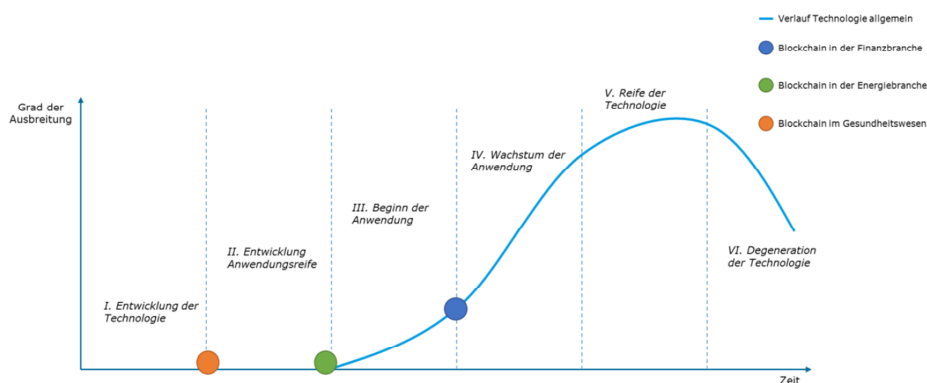 Verlauf Technologie allgemein
Blockchain in der Finanzbranche
Blockchain in der Energiebranche
Blockchain im Gesundheitswesen
Grad der
Ausbreitung
V. Reife der
Technologie
IV. Wachstum der
Anwendung
III. Beginn der
Anwendung
II. Entwicklung
Anwendungsreife
VI. Degeneration
der Technologie
I. Entwicklung der
Technologie
Zeit